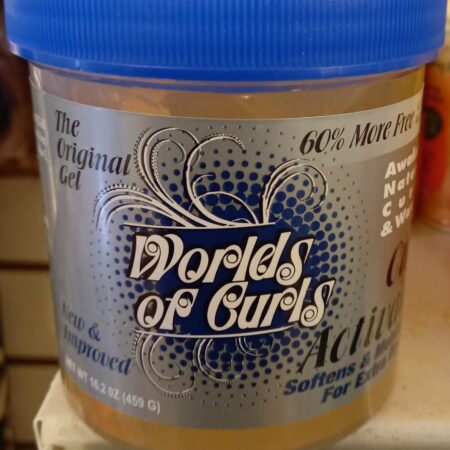 The
Original
Gel
60% More Free
Worlds
of Curls
New &
Improved
NET WT 16.2 OZ (459 G)
Softens &
For Extra